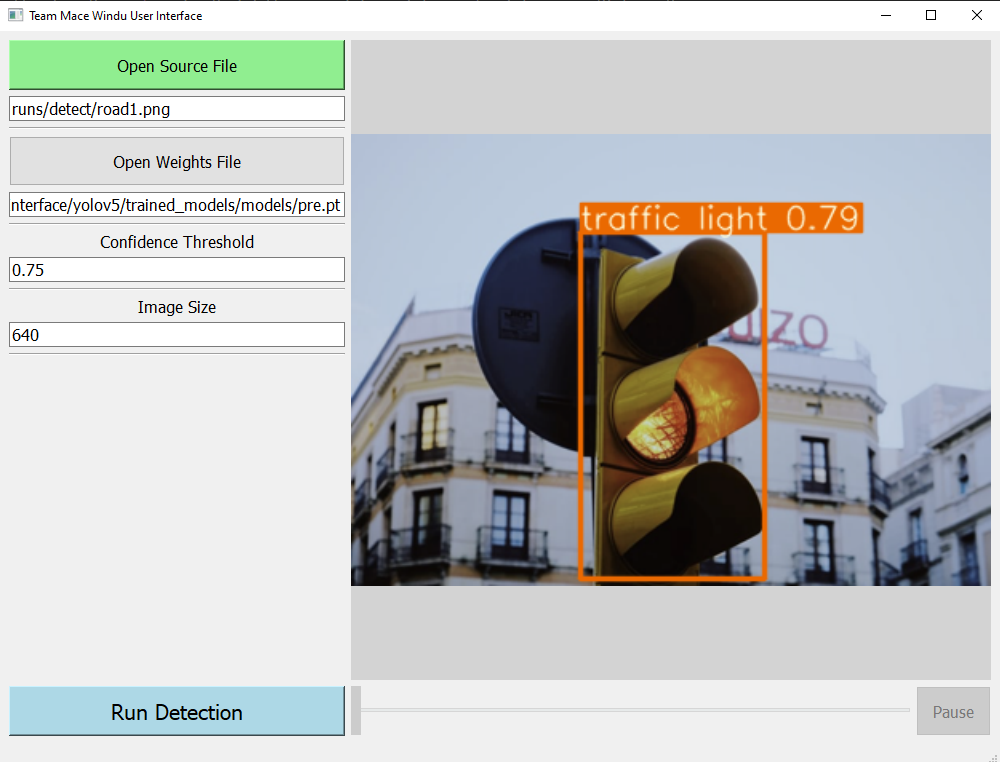 Team Mace Windu User Interface
Open Source File
runs/detect/road1.png
Open Weights File
nterface/yolov5/trained_models/models/pre.pt
Confidence Threshold
0.75
Image Size
640
traffic light 0.79
UZO
Run Detection
Pause